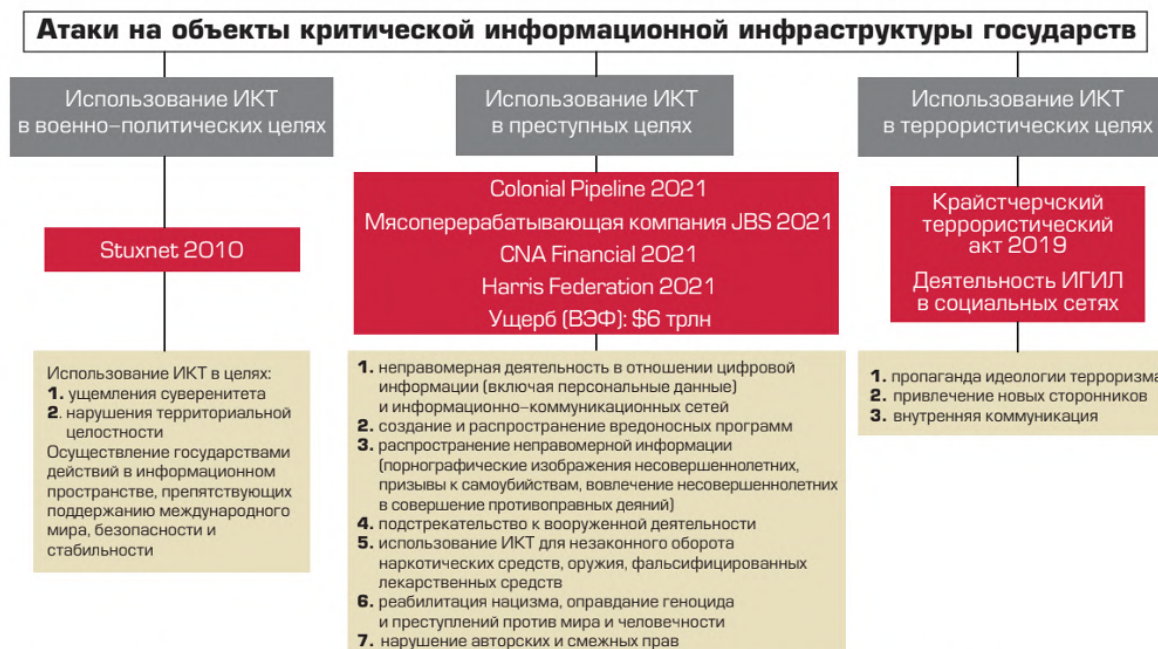 Атаки на объекты критической информационной инфраструктуры государств
Использование ИКТ
в военно–политических целях
Stuxnet 2010
Использование ИКТ в целях:
1. ущемления суверенитета
2. нарушения территориальной
целостности
Осуществление государствами
действий в информационном
пространстве, препятствующих
поддержанию международного
мира, безопасности и
стабильности
Использование ИКТ
в преступных целях
Colonial Pipeline 2021
Мясоперерабатывающая компания JBS 2021
CNA Financial 2021
Harris Federation 2021
Ущерб (ВЭФ): $6 трлн
1. неправомерная деятельность в отношении цифровой
информации (включая персональные данные)
и информационно–коммуникационных сетей
2. создание и распространение вредоносных программ
3. распространение неправомерной информации
(порнографические изображения несовершеннолетних,
призывы к самоубийствам, вовлечение несовершеннолетних
в совершение противоправных деяний)
4. подстрекательство к вооруженной деятельности
5. использование ИКТ для незаконного оборота
наркотических средств, оружия, фальсифицированных
лекарственных средств
6. реабилитация нацизма, оправдание геноцида
и преступлений против мира и человечности
7. нарушение авторских и смежных прав
Использование ИКТ
в террористических целях
Крайстчерчский
террористический
акт 2019
Деятельность ИГИЛ
в социальных сетях
1. пропаганда идеологии терроризма
2. привлечение новых сторонников
3. внутренняя коммуникация